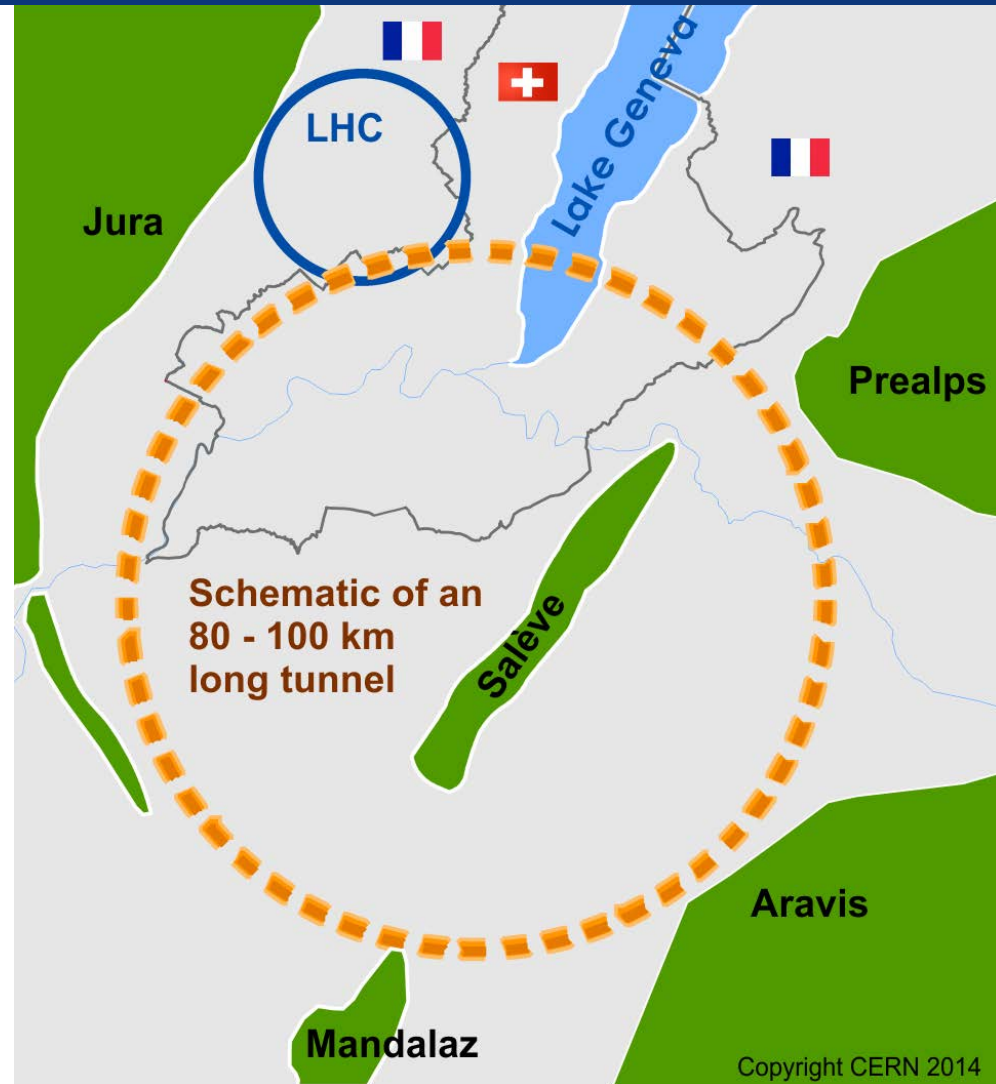 LHC
Lake Geneva
Jura
Prealps
Schematic of an
80 - 100 km
long tunnel
Salève
Aravis
Mandalaz
Copyright CERN 2014